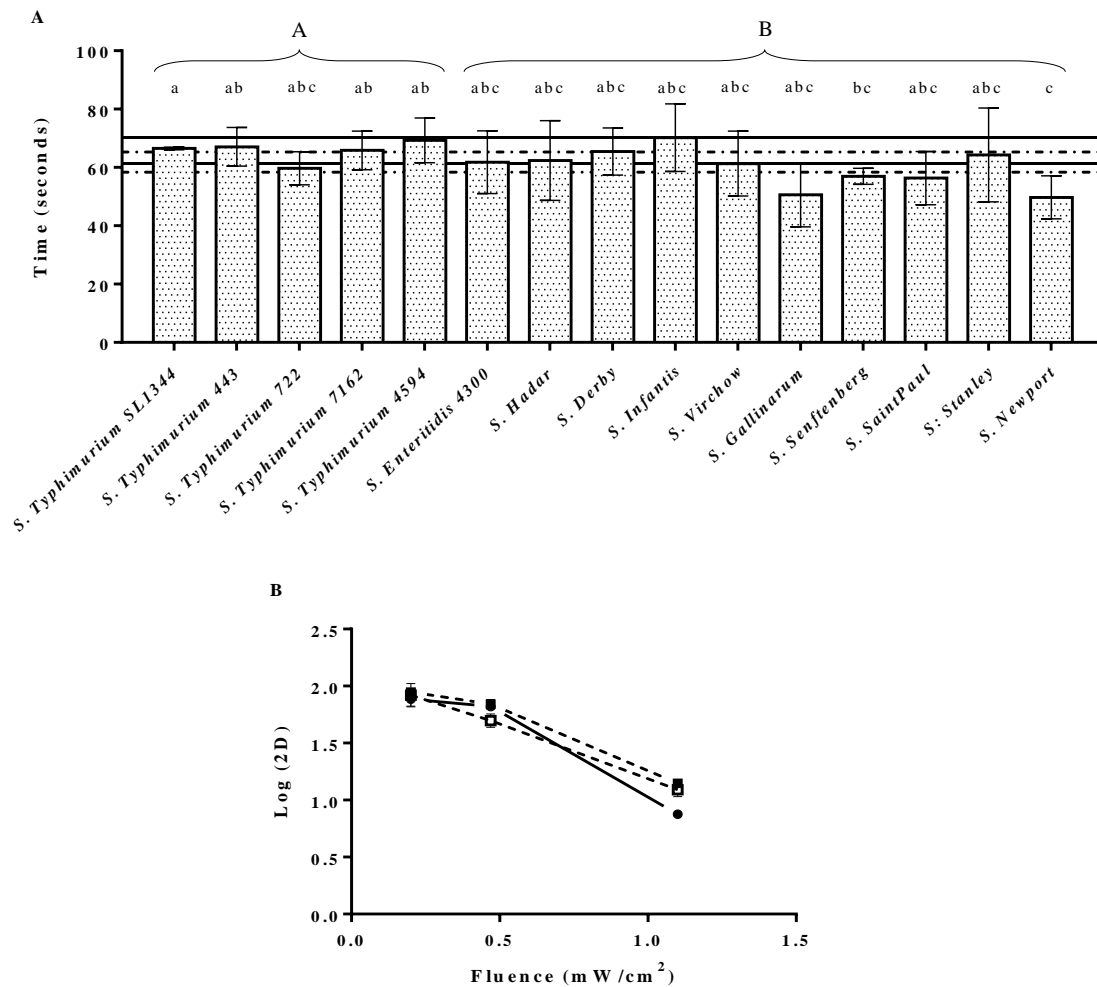 A
A B
100
a ab abc ab ab abc abc abc abc abc abc bc abc abc c
80
60
40
20
0
Time (seconds)
S. Typhimurium SL1344
S. Typhimurium 443
S. Typhimurium 722
S. Typhimurium 7162
S. Typhimurium 4594
S. Enteritidis 4300
S. Hadar
S. Derby
S. Infantis
S. Virchow
S. Gallinarum
S. Senftenberg
S. SaintPaul
S: Stanley
S. Newport
B
2.5
2.0
1.5
1.0
0.5
0.0
Log (2D)
0.0 0.5 1.0 1.5
Fluence (mW/cm²)